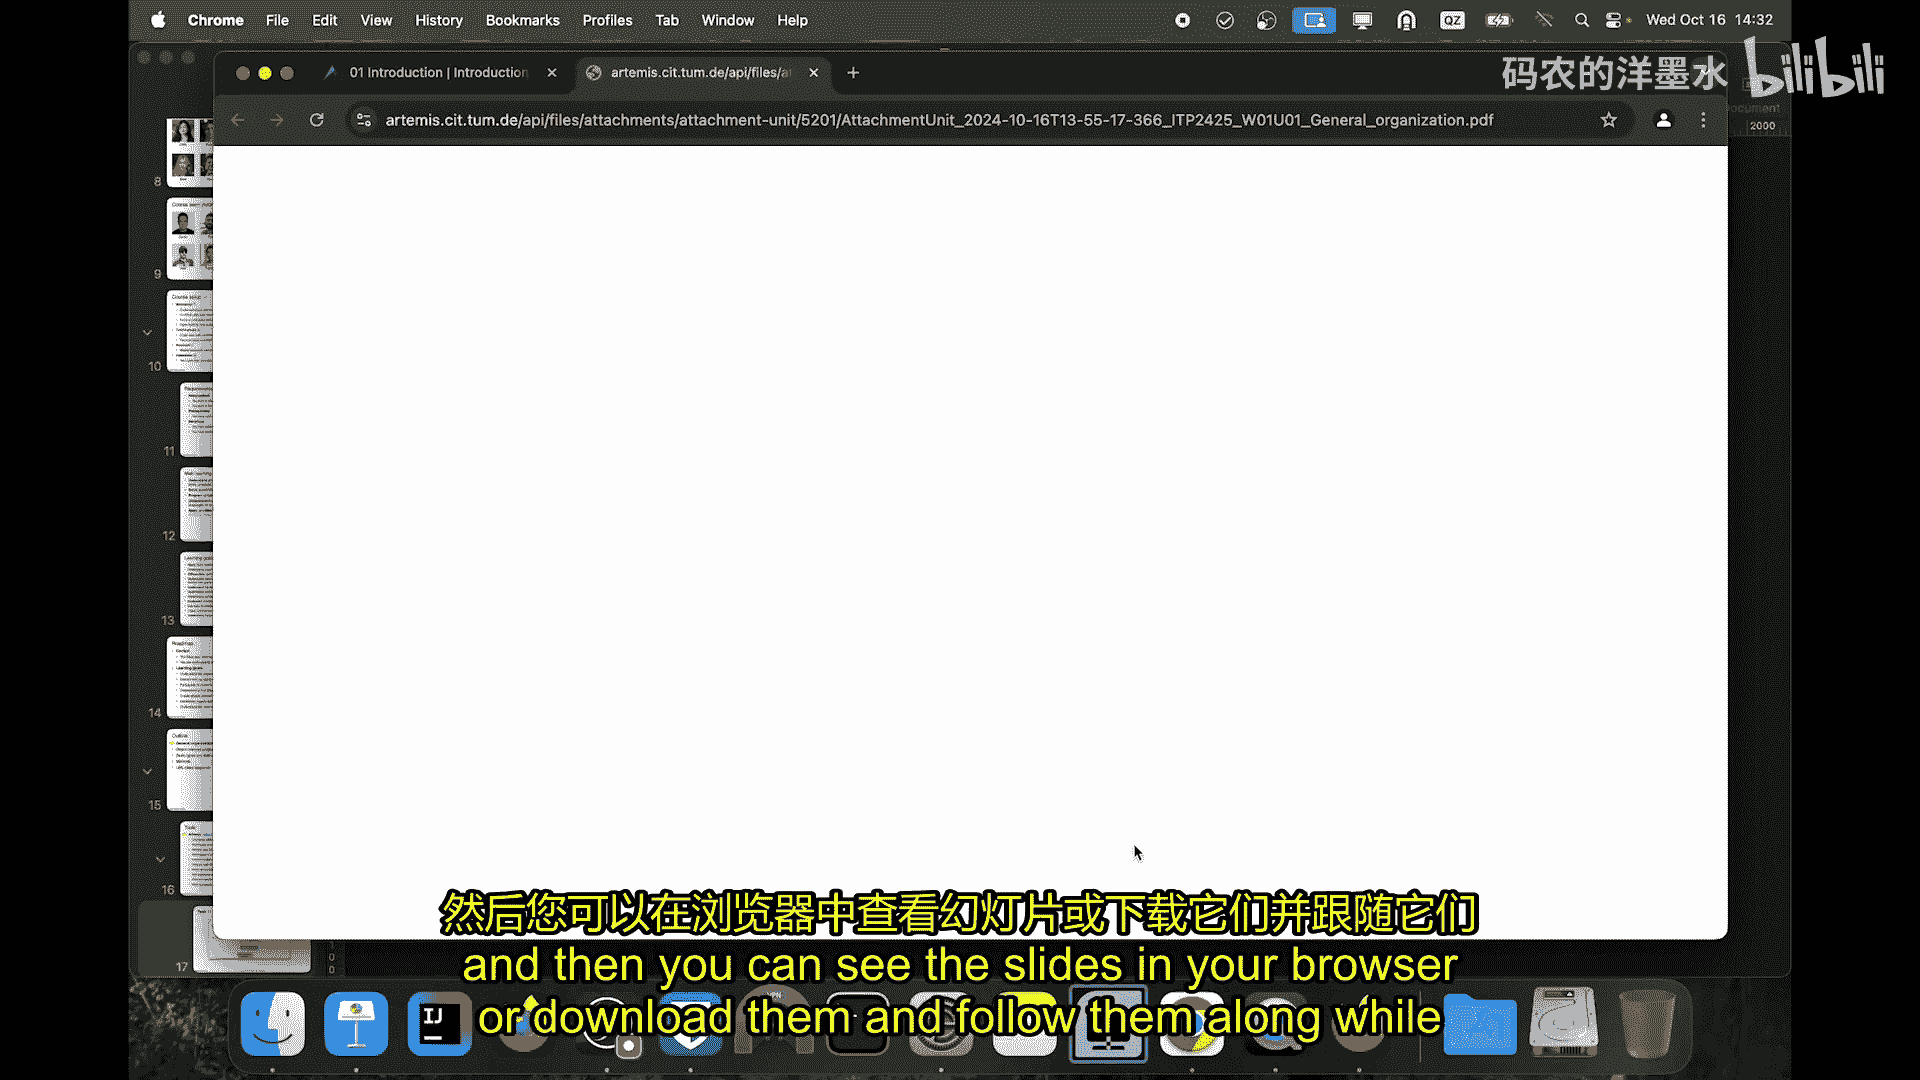 Chrome File Edit View History Bookmarks Profiles Tab Window Help
QZ
Wed Oct 16 14:32
01 Introduction | Introduction
artemis.cit.tum.de/api/files/a
码农的洋墨水 bilibili
artemis.cit.tum.de/api/files/attachments/attachment-unit/5201/AttachmentUnit_2024-10-16T13-55-17-366_ITP2425_W01U01_General_organization.pdf
2000
8
9
10
11
12
13
14
15
16
17
然后您可以在浏览器中查看幻灯片或下载它们并跟随它们
and then you can see the slides in your browser
or download them and follow them along while
IJ